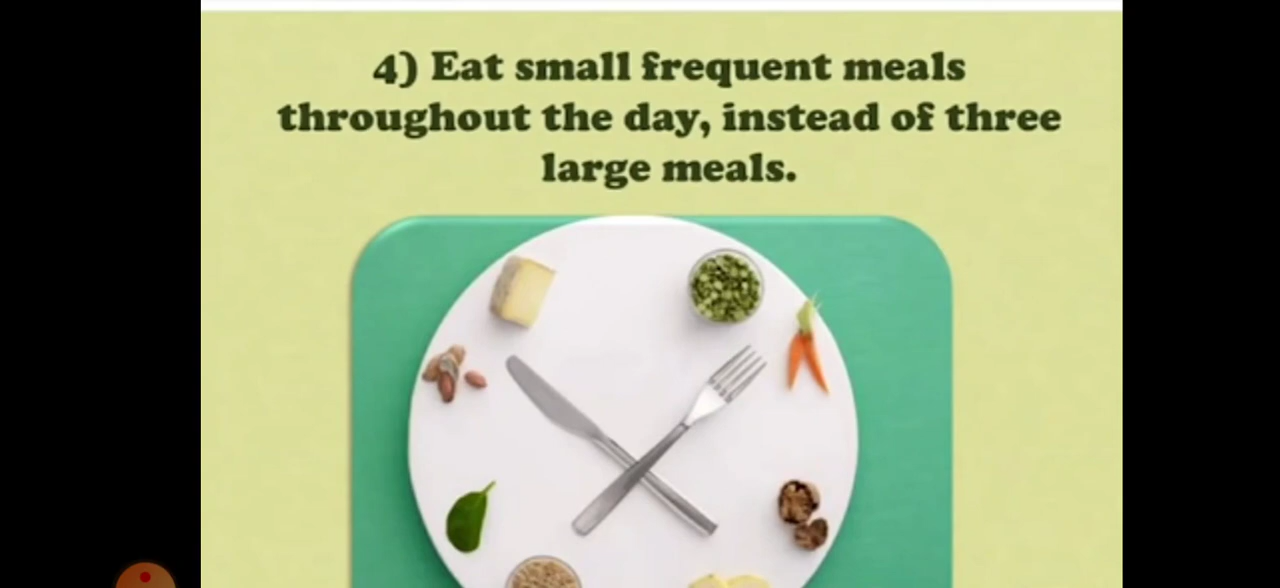 4) Eat small frequent meals
throughout the day, instead of three
large meals.